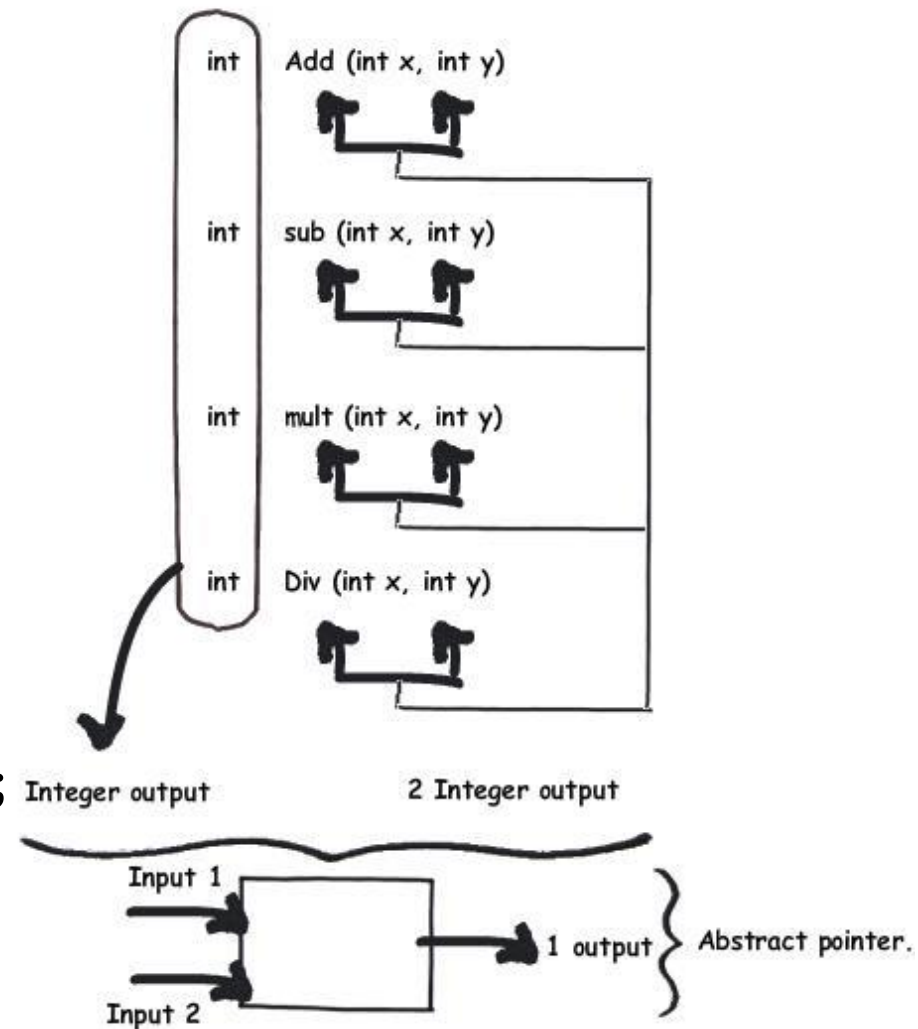 int Add (int x, int y)
int sub (int x, int y)
int mult (int x, int y)
int Div (int x, int y)
; Integer output 2 Integer output
Input 1
1 output Abstract pointer.
Input 2